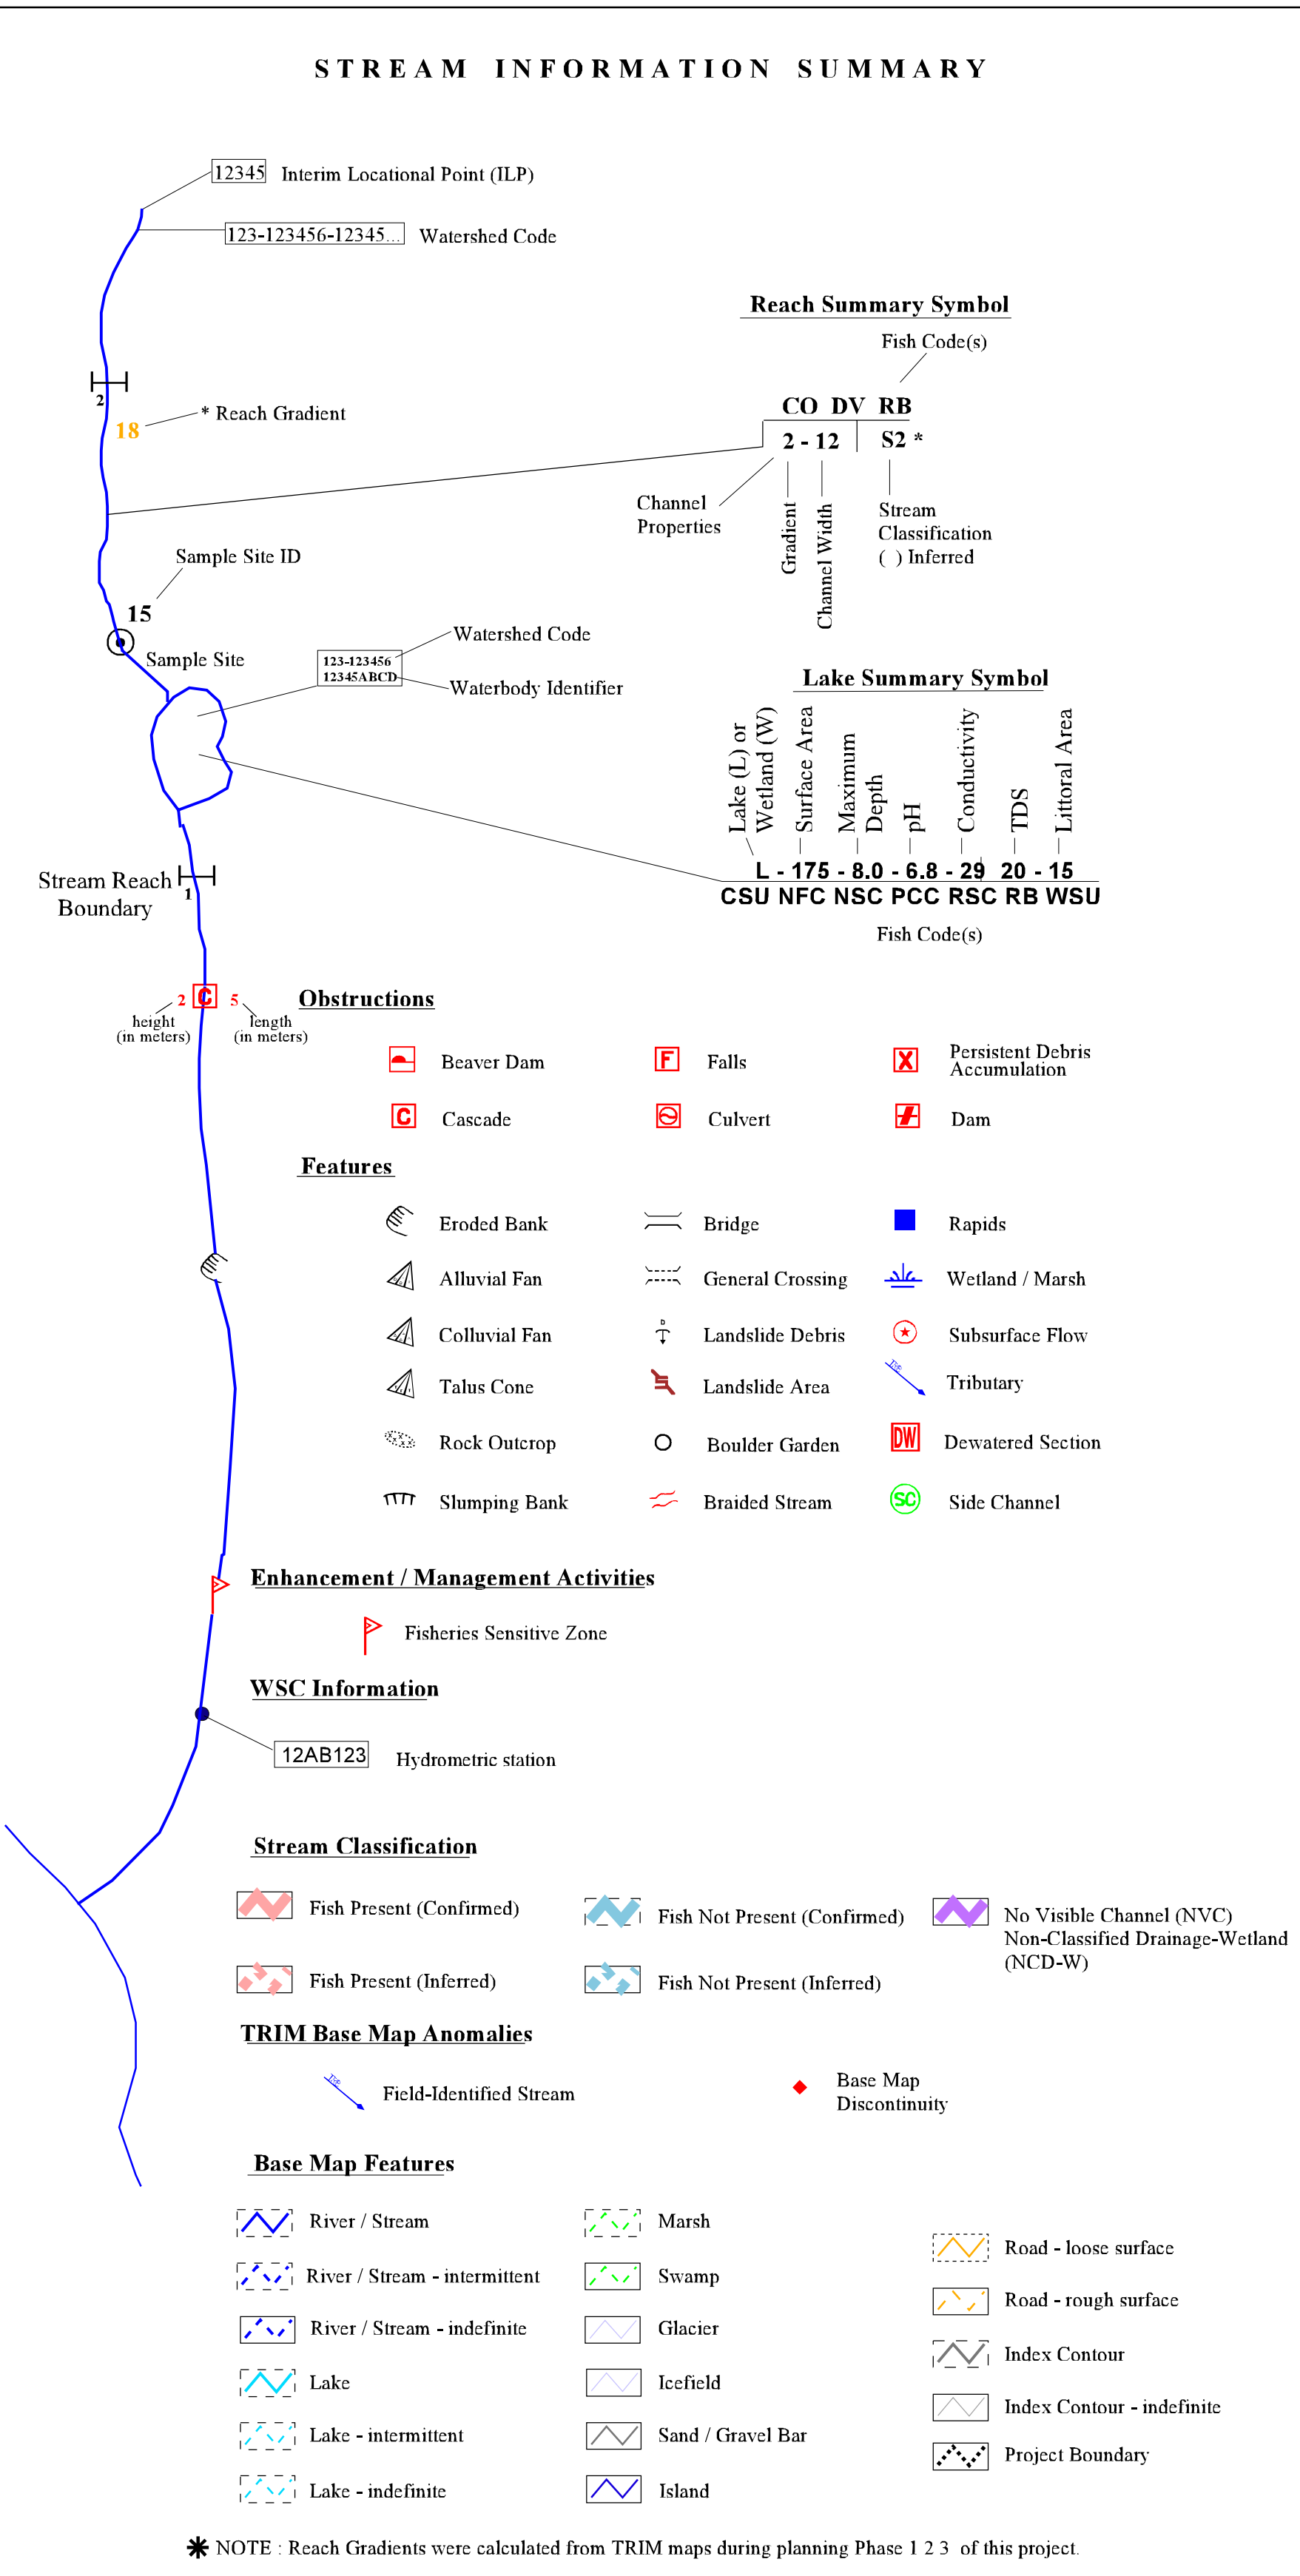 STREAM INFORMATION SUMMARY
12345 Interim Locational Point (ILP)
123-123456-12345... Watershed Code
Reach Summary Symbol
Fish Code(s)
CO DV RB
2 - 12 S2 *
2
18
* Reach Gradient
Channel
Properties
Gradient
Channel Width
Stream
Classification
( ) Inferred
Sample Site ID
15
Sample Site
123-123456
12345ABCD
Watershed Code
Waterbody Identifier
Lake Summary Symbol
Lake (L) or
Wetland (W)
Surface Area
Maximum
Depth
pH
Conductivity
TDS
Littoral Area
L - 175 - 8.0 - 6.8 - 29 20 - 15
CSU NFC NSC PCC RSC RB WSU
Fish Code(s)
Stream Reach
Boundary
1
2 C 5
height
(in meters)
length
(in meters)
Obstructions
Beaver Dam
F Falls
X Persistent Debris
Accumulation
C Cascade
Culvert
Dam
Features
Eroded Bank
Bridge
Rapids
Alluvial Fan
General Crossing
Wetland / Marsh
Colluvial Fan
D Landslide Debris
Subsurface Flow
Talus Cone
Landslide Area
Tributary
Rock Outcrop
Boulder Garden
DW Dewatered Section
Slumping Bank
Braided Stream
SC Side Channel
Enhancement / Management Activities
Fisheries Sensitive Zone
WSC Information
12AB123 Hydrometric station
Stream Classification
Fish Present (Confirmed)
Fish Not Present (Confirmed)
No Visible Channel (NVC)
Non-Classified Drainage-Wetland
(NCD-W)
Fish Present (Inferred)
Fish Not Present (Inferred)
TRIM Base Map Anomalies
Field-Identified Stream
Base Map
Discontinuity
Base Map Features
River / Stream
River / Stream - intermittent
River / Stream - indefinite
Lake
Lake - intermittent
Lake - indefinite
Marsh
Swamp
Glacier
Icefield
Sand / Gravel Bar
Island
Road - loose surface
Road - rough surface
Index Contour
Index Contour - indefinite
Project Boundary
* NOTE : Reach Gradients were calculated from TRIM maps during planning Phase 1 2 3 of this project.